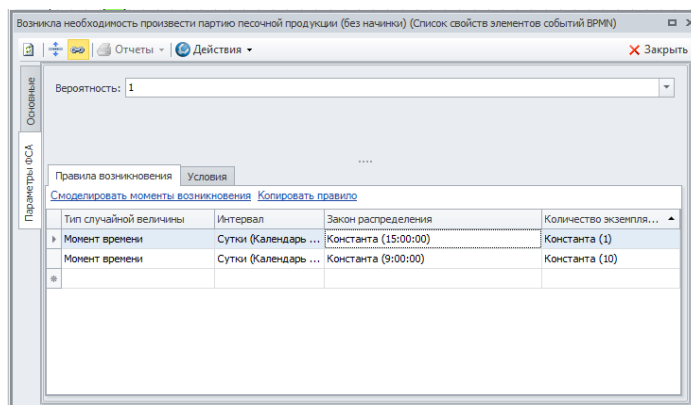 Возникла необходимость произвести партию песочной продукции (без начинки) (Список свойств элементов событий BPMN)
Отчеты Действия Закрыть
Основные
Параметры ФСА
Вероятность: 1
Правила возникновения Условия
Смоделировать моменты возникновения Копировать правило
Тип случайной величины Интервал Закон распределения Количество экземпля...
Момент времени Сутки (Календарь ... Константа (15:00:00) Константа (1)
Момент времени Сутки (Календарь ... Константа (9:00:00) Константа (10)